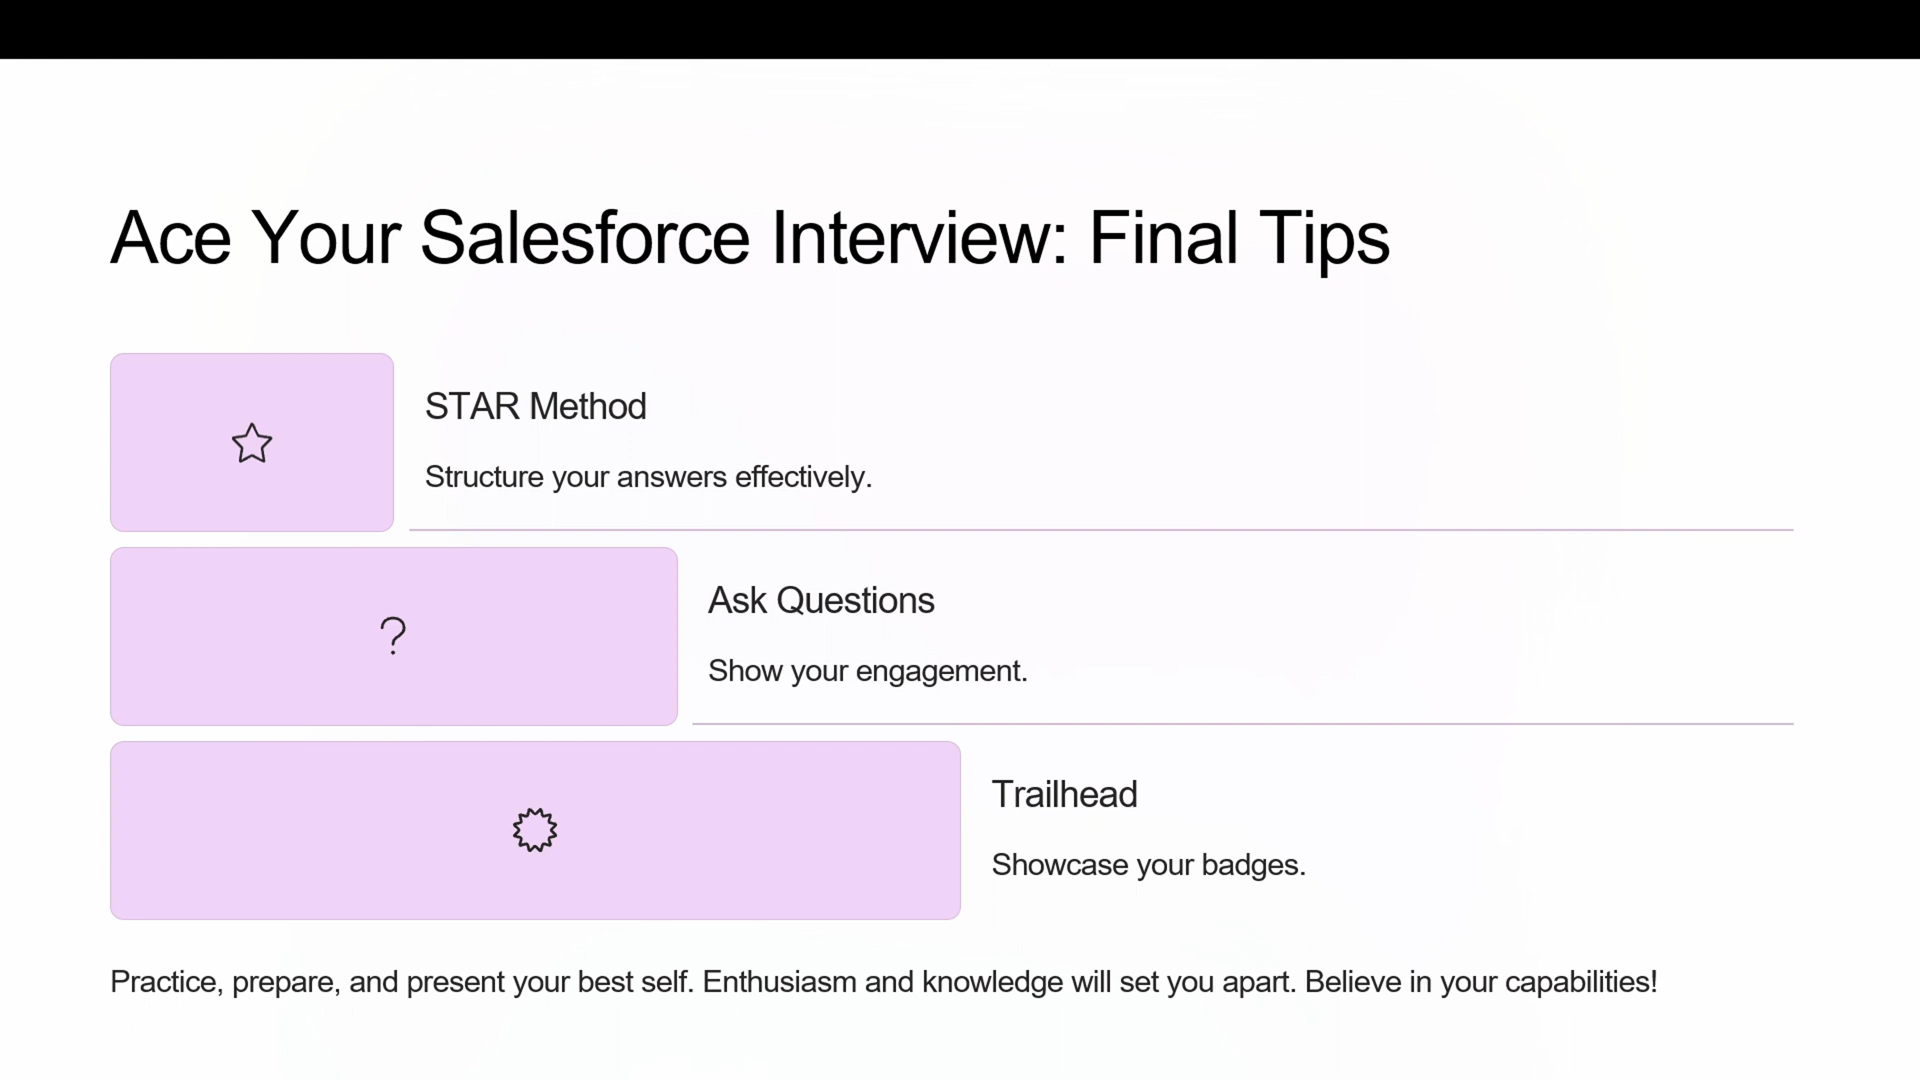 Ace Your Salesforce Interview: Final Tips
STAR Method
Structure your answers effectively.
?
Ask Questions
Show your engagement.
Trailhead
Showcase your badges.
Practice, prepare, and present your best self. Enthusiasm and knowledge will set you apart. Believe in your capabilities!